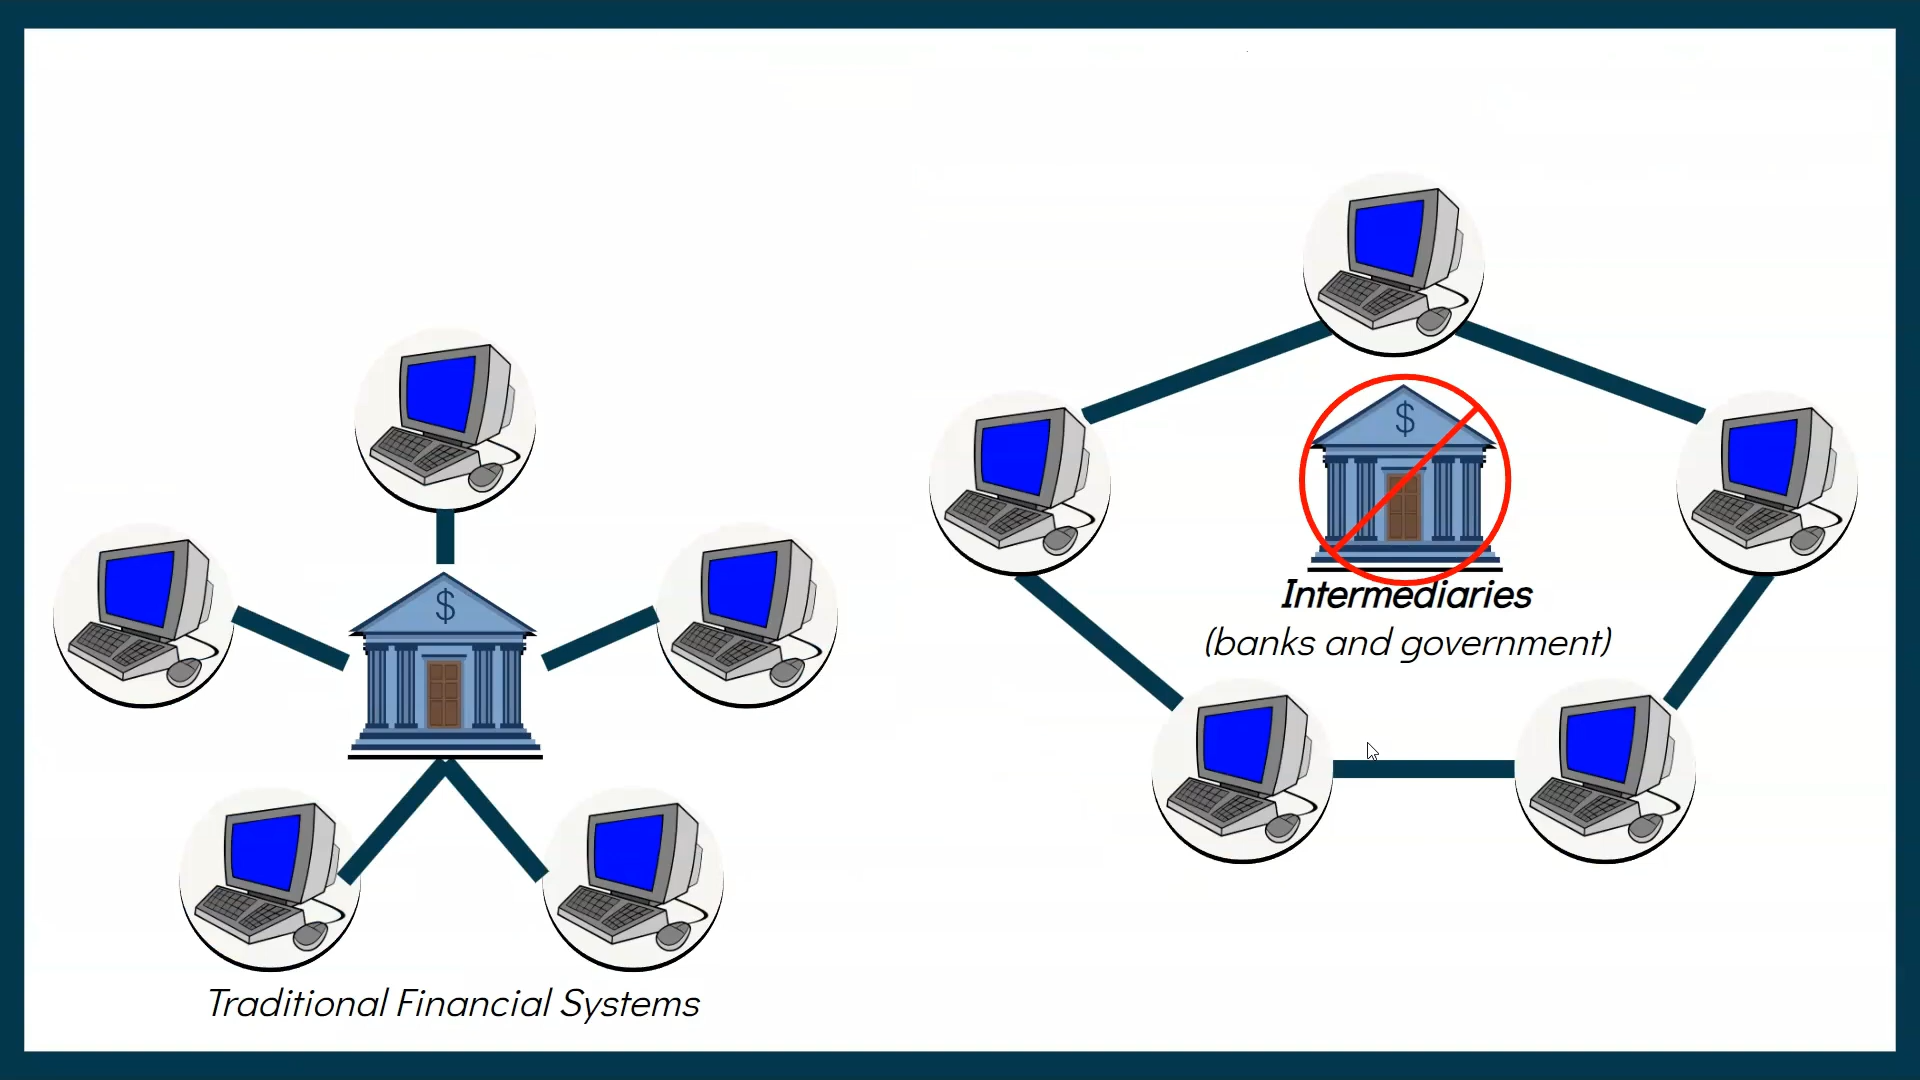 $
Intermediaries
(banks and government)
$
Traditional Financial Systems